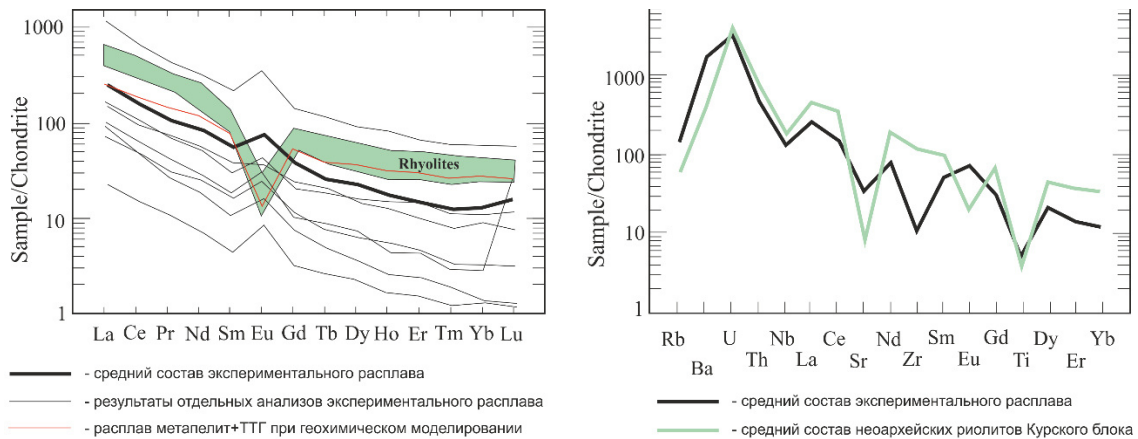 Sample/Chondrite
1000
100
10
1
Rhyolites
La Ce Pr Nd Sm Eu Gd Tb Dy Ho Er Tm Yb Lu
- средний состав экспериментального расплава
- результаты отдельных анализов экспериментального расплава
- расплав метапелит+ТТГ при геохимическом моделировании
Sample/Chondrite
1000
100
10
1
Rb Ba U Th Nb La Ce Sr Nd Zr Sm Eu Gd Ti Dy Er Yb
- средний состав экспериментального расплава
- средний состав неоархейских риолитов Курского блока